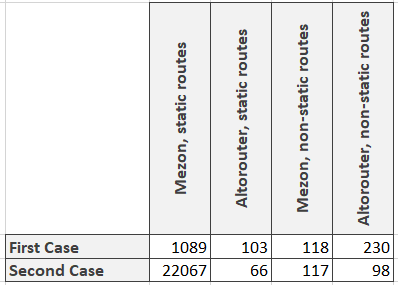 Mezon, static routes
Altorouter, static routes
Mezon, non-static routes
Altorouter, non-static routes
First Case 1089 103 118 230
Second Case 22067 66 117 98